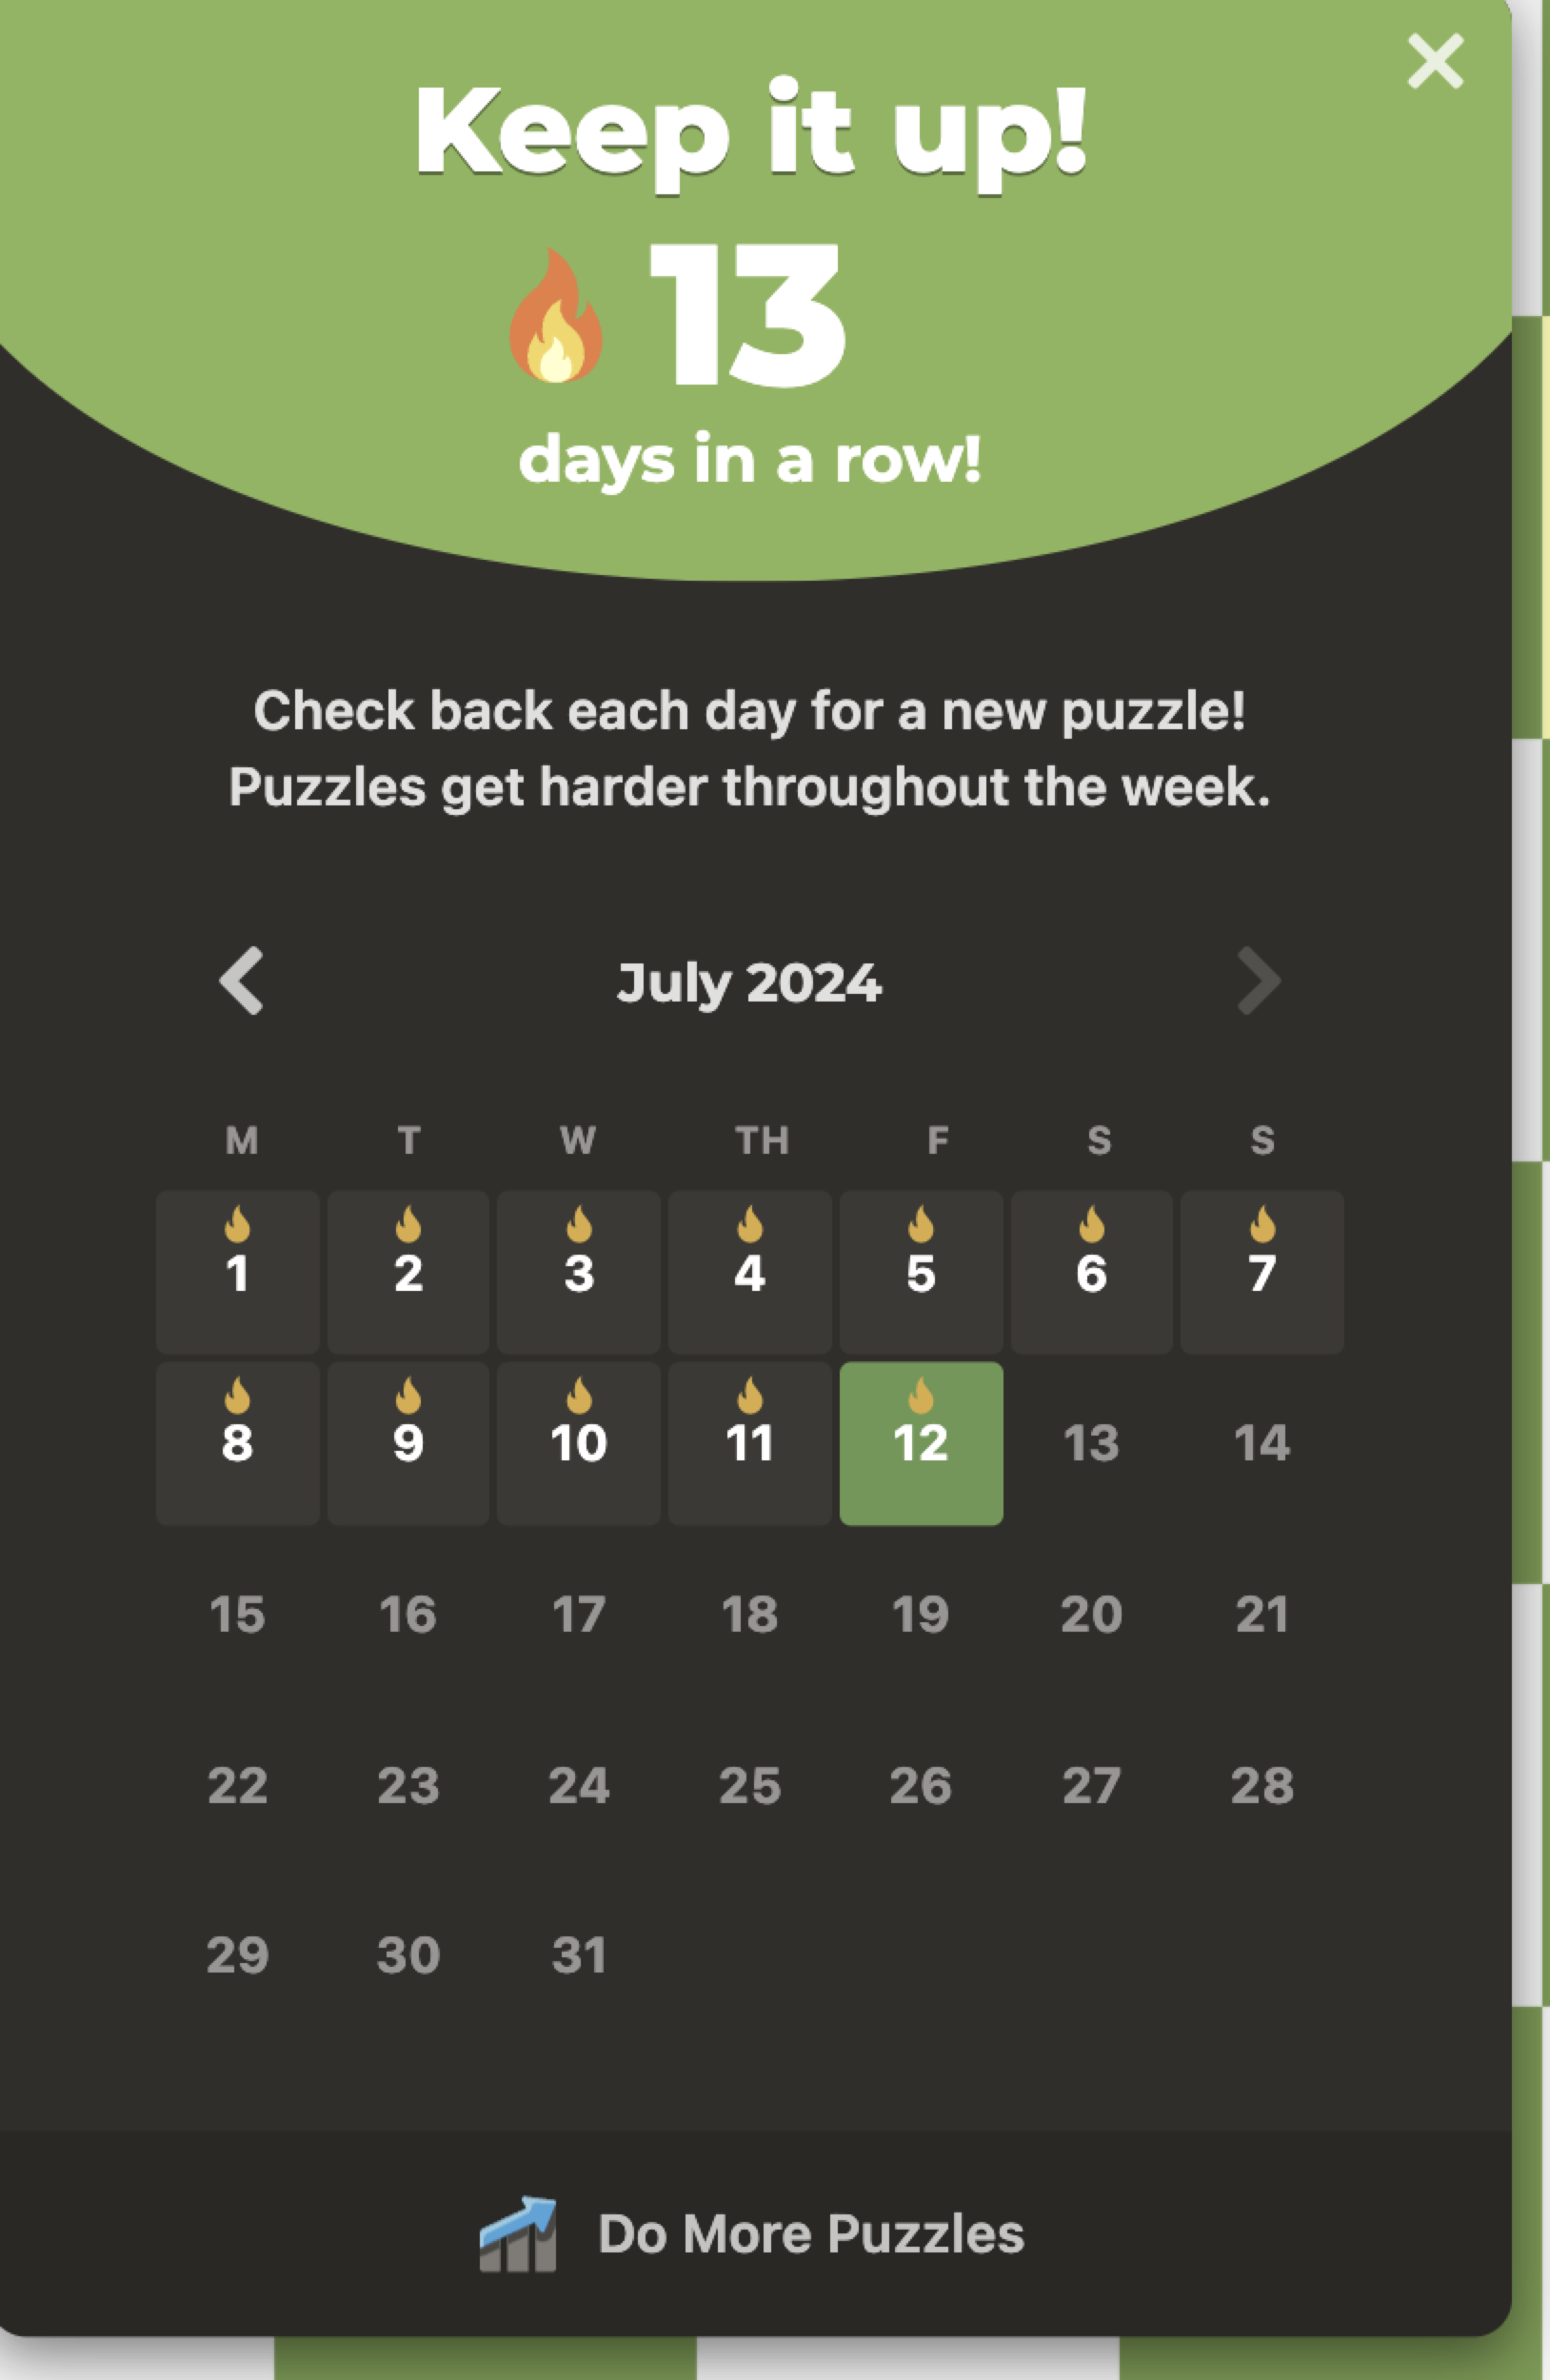 Keep it up!
13
days in a row!
Check back each day for a new puzzle!
Puzzles get harder throughout the week.
July 2024
M T W TH F S S
1 2 3 4 5 6 7
8 9 10 11 12 13 14
15 16 17 18 19 20 21
22 23 24 25 26 27 28
29 30 31
Do More Puzzles